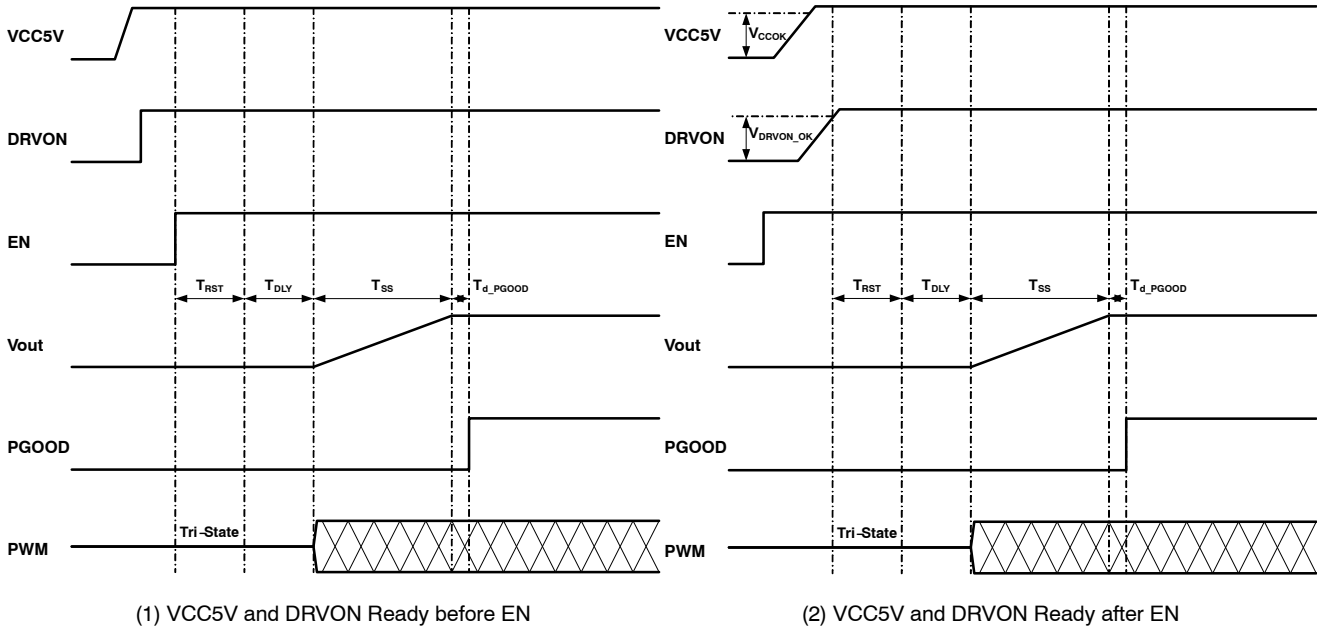 VCC5V
DRVON
EN
TRST TDLY TSS Td_PGOOD
Vout
PGOOD
Tri-State
PWM
(1) VCC5V and DRVON Ready before EN
VCC5V
VCCOK
DRVON
VDRVON_OK
EN
TRST TDLY TSS Td_PGOOD
Vout
PGOOD
Tri-State
PWM
(2) VCC5V and DRVON Ready after EN